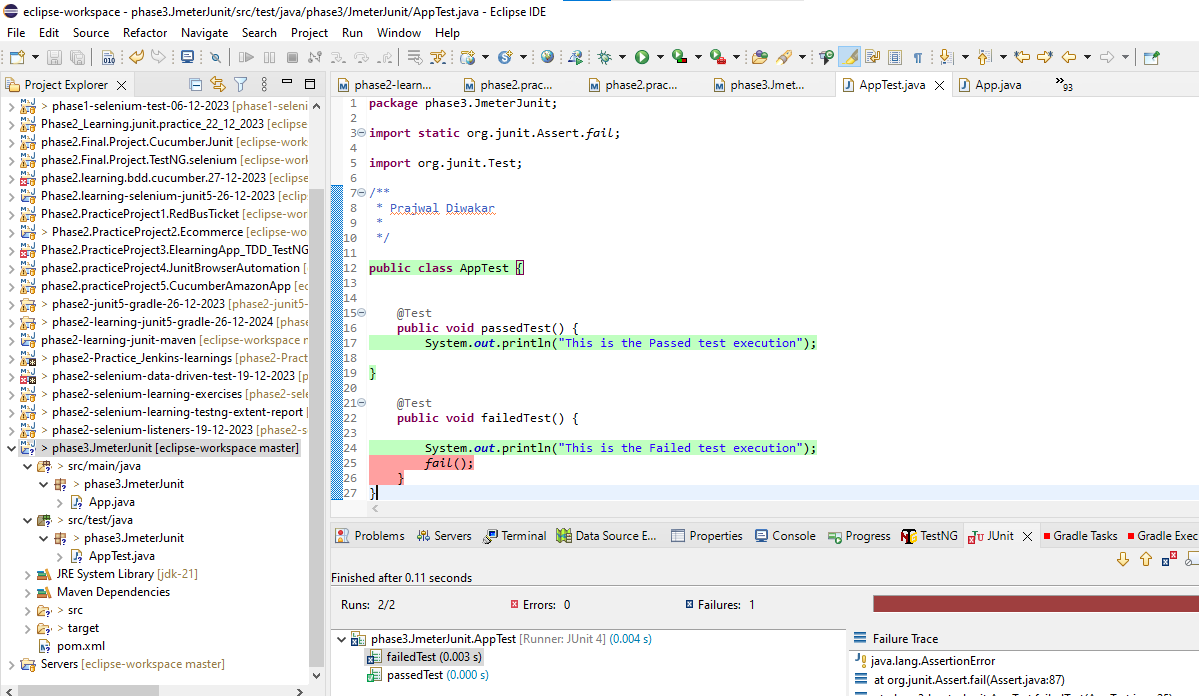 eclipse-workspace - phase3.JmeterJunit/src/test/java/phase3/JmeterJunit/AppTest.java - Eclipse IDE
File Edit Source Refactor Navigate Search Project Run Window Help
Project Explorer
> phase1-selenium-test-06-12-2023 [phase1-seleni
Phase2_Learning.junit.practice_22_12_2023 [eclipse
phase2.Final.Project.Cucumber.Junit [eclipse-work
phase2.Final.Project.TestNG.selenium [eclipse-work
phase2.learning.bdd.cucumber.27-12-2023 [eclipse
Phase2.learning-selenium-junit5-26-12-2023 [eclip
Phase2.PracticeProject1.RedBusTicket [eclipse-wor
> Phase2.PracticeProject2.Ecommerce [eclipse-wo
Phase2.PracticeProject3.ElearningApp_TDD_TestNG
phase2.practiceProject4.JunitBrowserAutomation [
phase2.practiceProject5.CucumberAmazonApp [ec
> phase2-junit5-gradle-26-12-2023 [phase2-junit5-
> phase2-learning-junit5-gradle-26-12-2024 [phase
phase2-learning-junit-maven [eclipse-workspace m
> phase2-Practice_Jenkins-learnings [phase2-Pract
> phase2-selenium-data-driven-test-19-12-2023 [p
> phase2-selenium-learning-exercises [phase2-sele
> phase2-selenium-learning-testng-extent-report
> phase2-selenium-listeners-19-12-2023 [phase2-s
> phase3.JmeterJunit [eclipse-workspace master]
> src/main/java
> phase3.JmeterJunit
App.java
> src/test/java
> phase3.JmeterJunit
AppTest.java
JRE System Library [jdk-21]
Maven Dependencies
> src
> target
pom.xml
Servers [eclipse-workspace master]
phase2-learn... phase2.prac... phase2.prac... phase3.Jmet... AppTest.java App.java »93
1 package phase3.JmeterJunit;
2
3 import static org.junit.Assert.fail;
4
5 import org.junit.Test;
6
7 /**
8 * Prajwal Diwakar
9 *
10 */
11
12 public class AppTest {
13
14
15 @Test
16 public void passedTest() {
17 System.out.println("This is the Passed test execution");
18
19 }
20
21 @Test
22 public void failedTest() {
23
24 System.out.println("This is the Failed test execution");
25 fail();
26 }
27 }
Problems Servers Terminal Data Source E... Properties Console Progress TestNG JUnit Gradle Tasks Gradle Exec
Finished after 0.11 seconds
Runs: 2/2 Errors: 0 Failures: 1
phase3.JmeterJunit.AppTest [Runner: JUnit 4] (0.004 s)
failedTest (0.003 s)
passedTest (0.000 s)
Failure Trace
java.lang.AssertionError
at org.junit.Assert.fail(Assert.java:87)